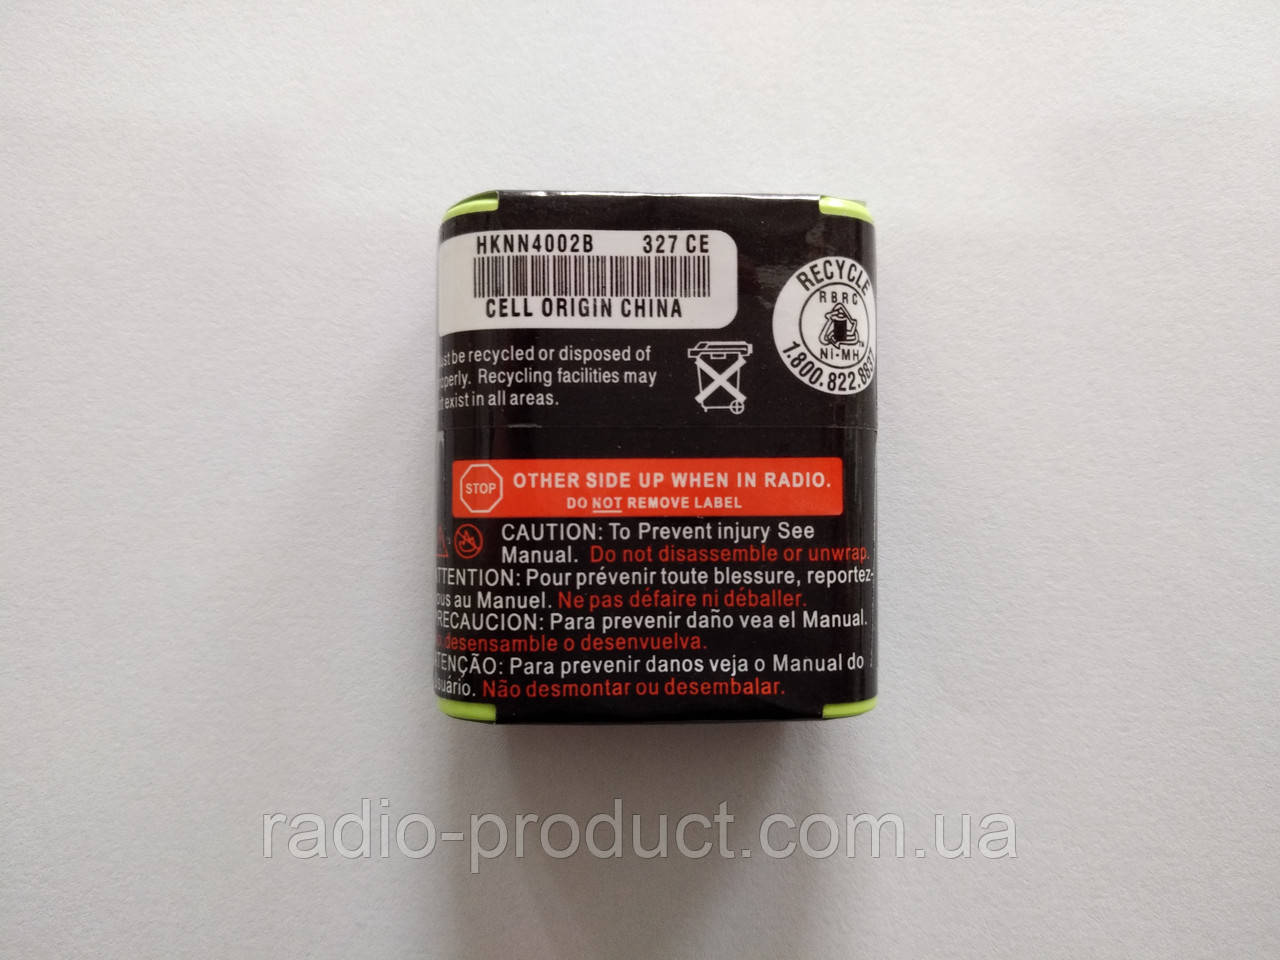 HKNN4002B 327 CE
CELL ORIGIN CHINA
RECYCLE
RBRC
NI-MH
1.800.822.8837
be recycled or disposed of
Recycling facilities may
exist in all areas.
STOP
OTHER SIDE UP WHEN IN RADIO.
DO NOT REMOVE LABEL
CAUTION: To Prevent injury See
Manual. Do not disassemble or unwrap.
TTENTION: Pour prévenir toute blessure, reportez-
ous au Manuel. Ne pas défaire ni déballer.
RECAUCION: Para prevenir daño vea el Manual.
desensamble o desenvuelva.
TENÇÃO: Para prevenir danos veja o Manual do
suário. Não desmontar ou desembalar.
radio-product.com.ua